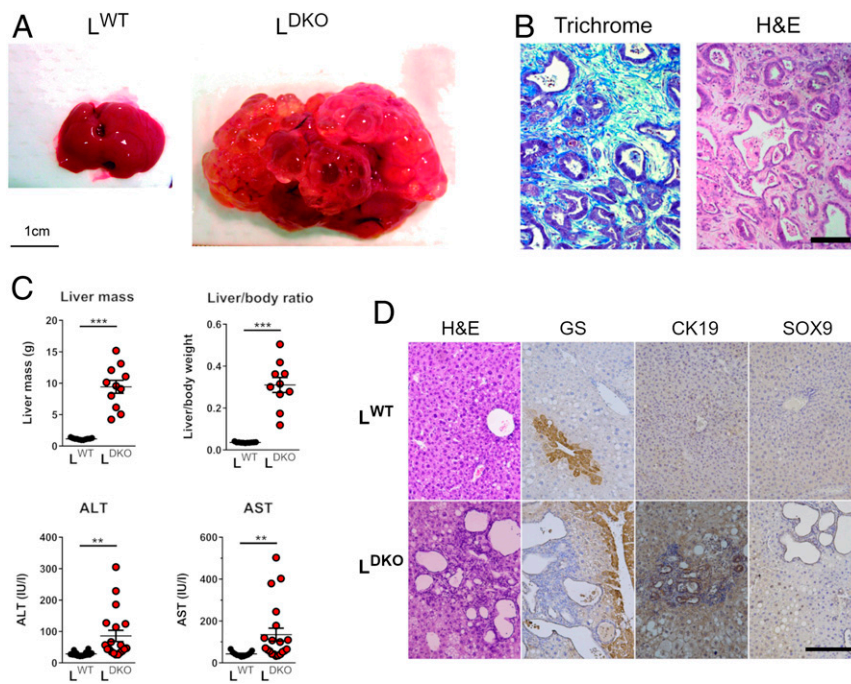 A
L^WT
L^DKO
1cm
B
Trichrome
H&E
C
Liver mass
***
Liver mass (g)
20
15
10
5
0
L^WT L^DKO
Liver/body ratio
***
Liver/body weight
0.6
0.4
0.2
0.0
L^WT L^DKO
ALT
**
ALT (IU/l)
400
300
200
100
0
L^WT L^DKO
AST
**
AST (IU/l)
600
400
200
0
L^WT L^DKO
D
H&E GS CK19 SOX9
L^WT
L^DKO